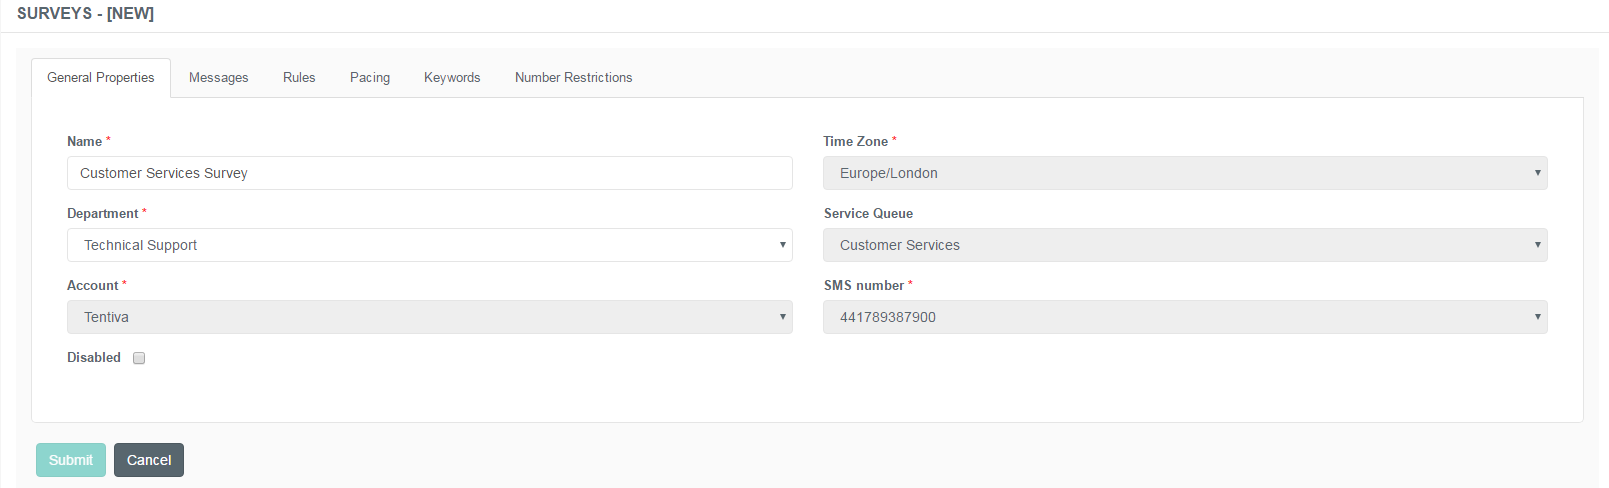 SURVEYS - [NEW]
General Properties Messages Rules Pacing Keywords Number Restrictions
Name * Time Zone *
Customer Services Survey Europe/London
Department * Service Queue
Technical Support Customer Services
Account * SMS number *
Tentiva 441789387900
Disabled
Submit Cancel